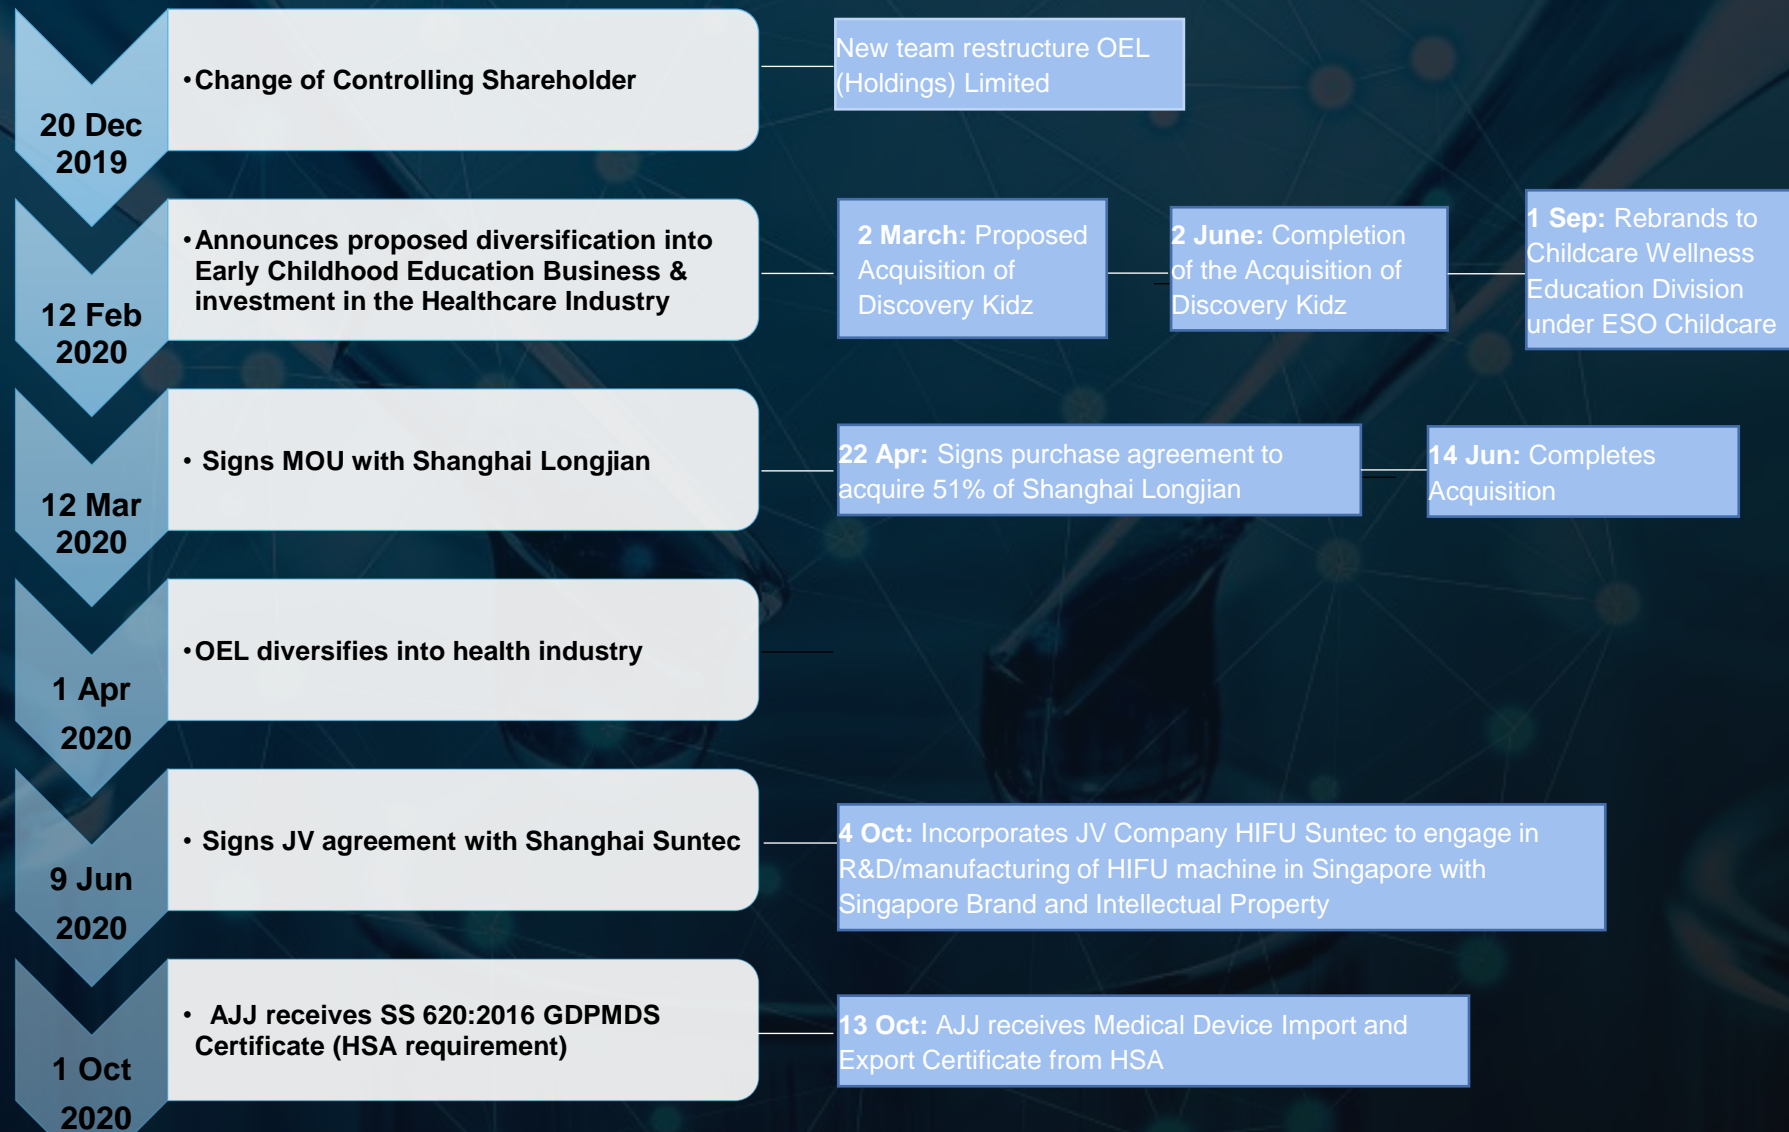 20 Dec
2019
•Change of Controlling Shareholder
New team restructure OEL
(Holdings) Limited
12 Feb
2020
•Announces proposed diversification into
Early Childhood Education Business &
investment in the Healthcare Industry
2 March: Proposed
Acquisition of
Discovery Kidz
2 June: Completion
of the Acquisition of
Discovery Kidz
1 Sep: Rebrands to
Childcare Wellness
Education Division
under ESO Childcare
12 Mar
2020
• Signs MOU with Shanghai Longjian
22 Apr: Signs purchase agreement to
acquire 51% of Shanghai Longjian
14 Jun: Completes
Acquisition
1 Apr
2020
•OEL diversifies into health industry
9 Jun
2020
• Signs JV agreement with Shanghai Suntec
4 Oct: Incorporates JV Company HIFU Suntec to engage in
R&D/manufacturing of HIFU machine in Singapore with
Singapore Brand and Intellectual Property
1 Oct
2020
• AJJ receives SS 620:2016 GDPMDS
Certificate (HSA requirement)
13 Oct: AJJ receives Medical Device Import and
Export Certificate from HSA